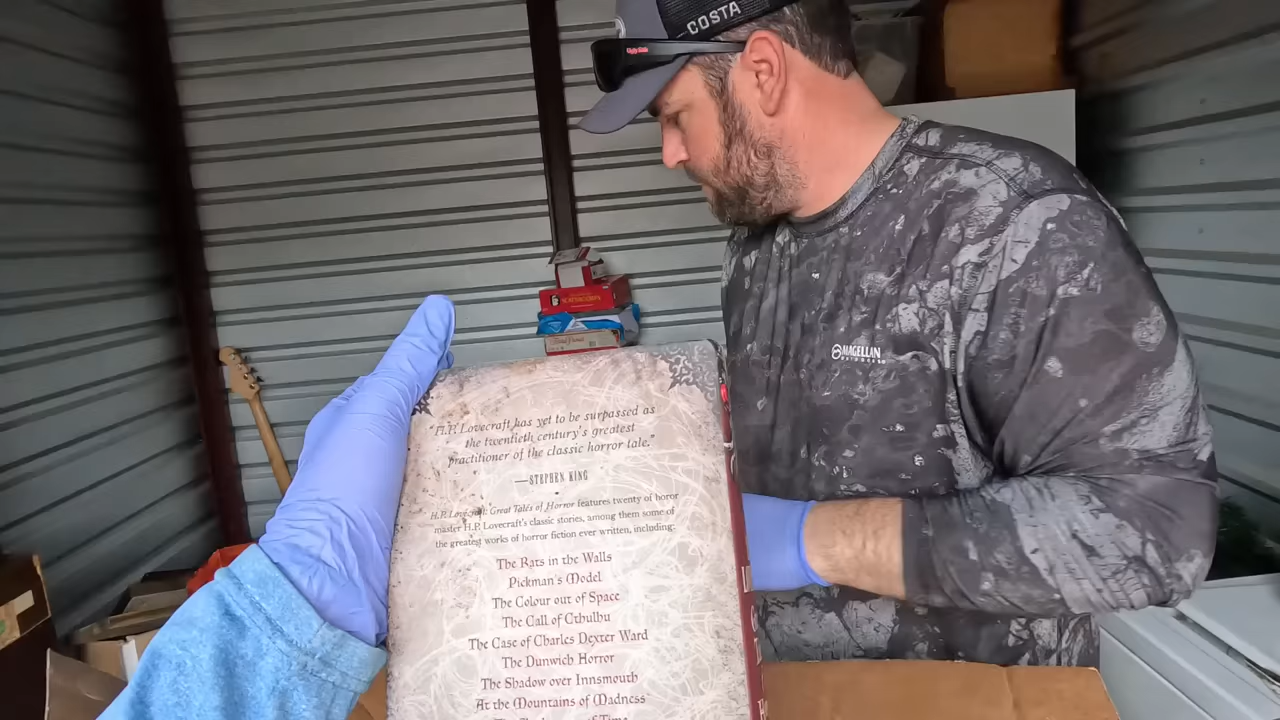 COSTA
MAGELLAN
OUTDOORS
"H.P. Lovecraft has yet to be surpassed as
the twentieth century's greatest
practitioner of the classic horror tale."
—STEPHEN KING
H.P. Lovecraft: Great Tales of Horror features twenty of horror
master H.P. Lovecraft's classic stories, among them some of
the greatest works of horror fiction ever written, including:
The Rats in the Walls
Pickman's Model
The Colour out of Space
The Call of Cthulhu
The Case of Charles Dexter Ward
The Dunwich Horror
The Shadow over Innsmouth
At the Mountains of Madness